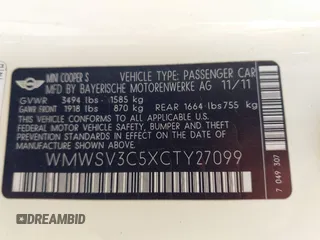 MINI COOPER S VEHICLE TYPE: PASSENGER CAR
MFD BY BAYERISCHE MOTORENWERKE AG 11/11
GVWR 3494 lbs 1585 kg
GAWR FRONT 1918 lbs 870 kg REAR 1664 lbs 755 kg
THIS VEHICLE CONFORMS TO ALL APPLICABLE
FEDERAL MOTOR VEHICLE SAFETY, BUMPER,
AND THEFT PREVENTION STANDARDS IN EFFECT ON
THE DATE OF MANUFACTURE SHOWN ABOVE.
WMWSV3C5XCTY27099
7 049 307
DREAMBID
DREAMBID